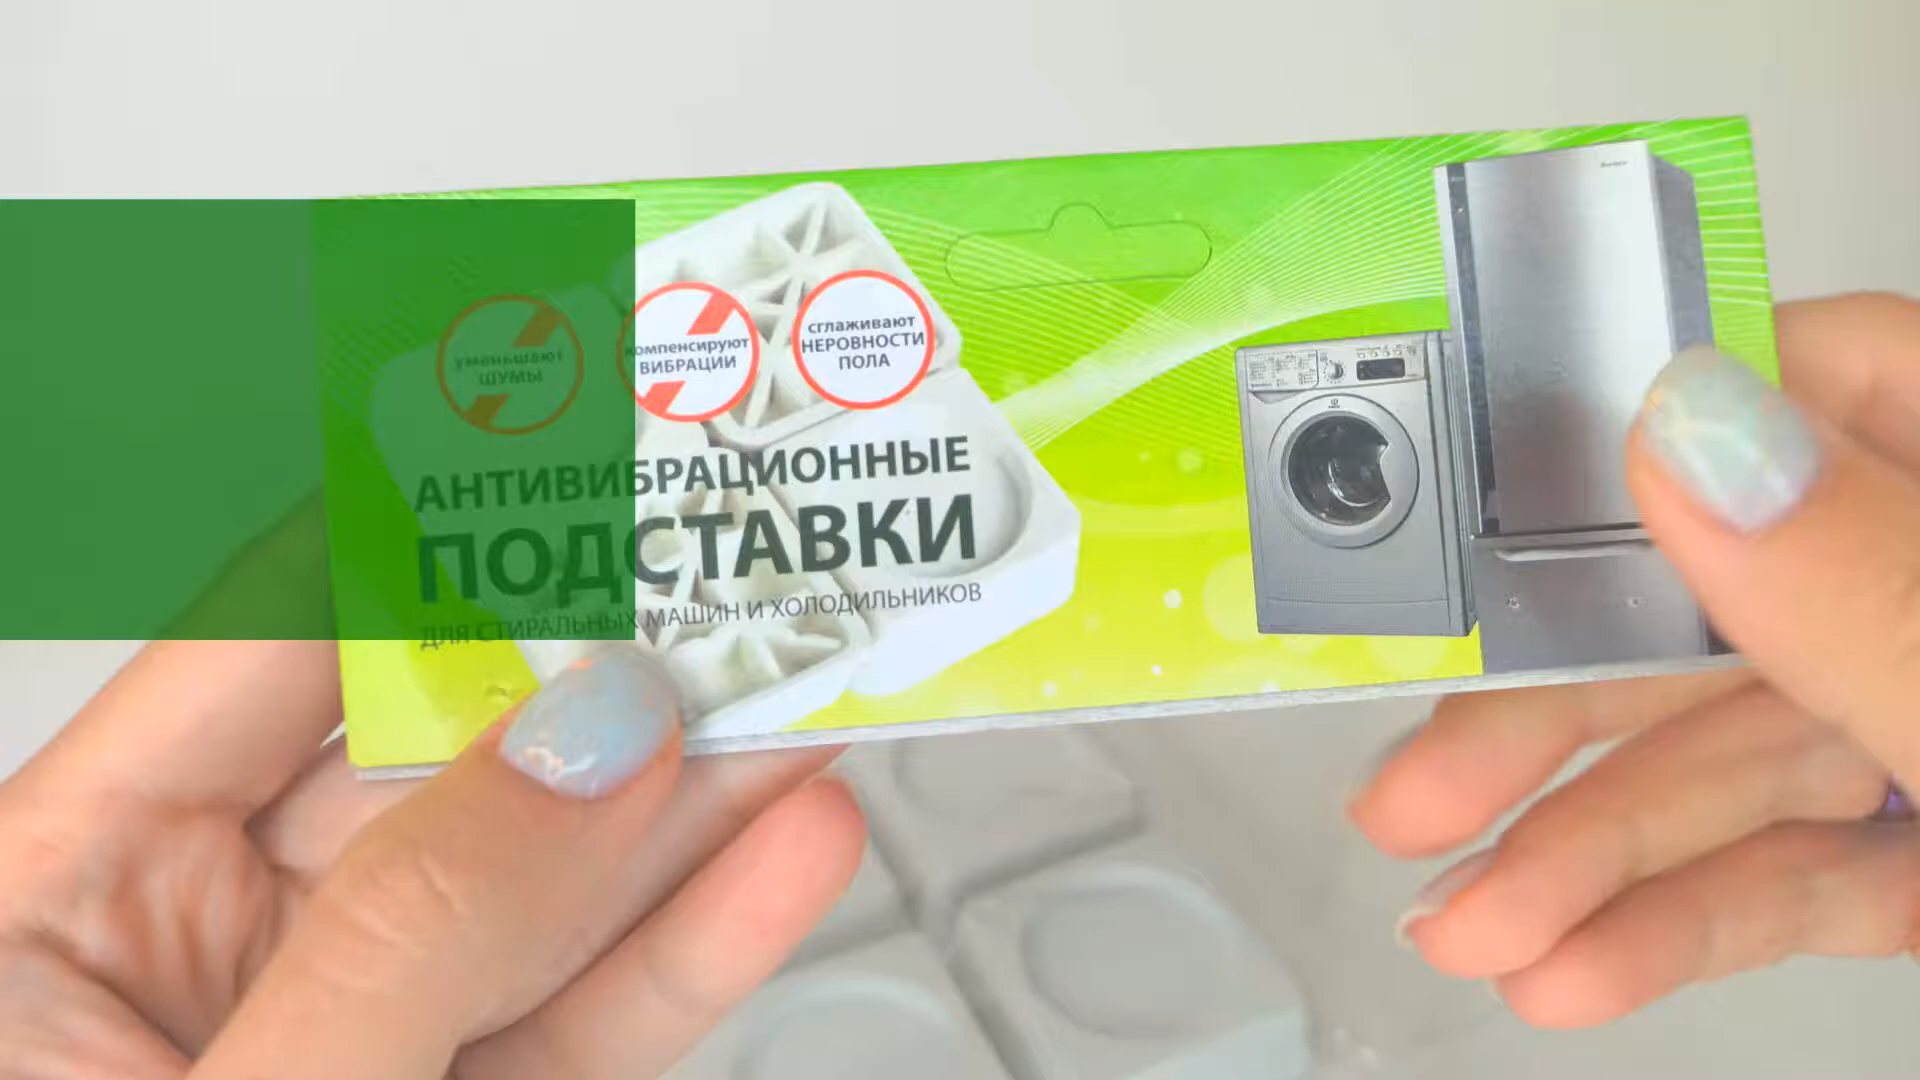 уменьшают
ШУМЫ
компенсируют
ВИБРАЦИИ
сглаживают
НЕРОВНОСТИ
ПОЛА
АНТИВИБРАЦИОННЫЕ
ПОДСТАВКИ
ДЛЯ СТИРАЛЬНЫХ МАШИН И ХОЛОДИЛЬНИКОВ